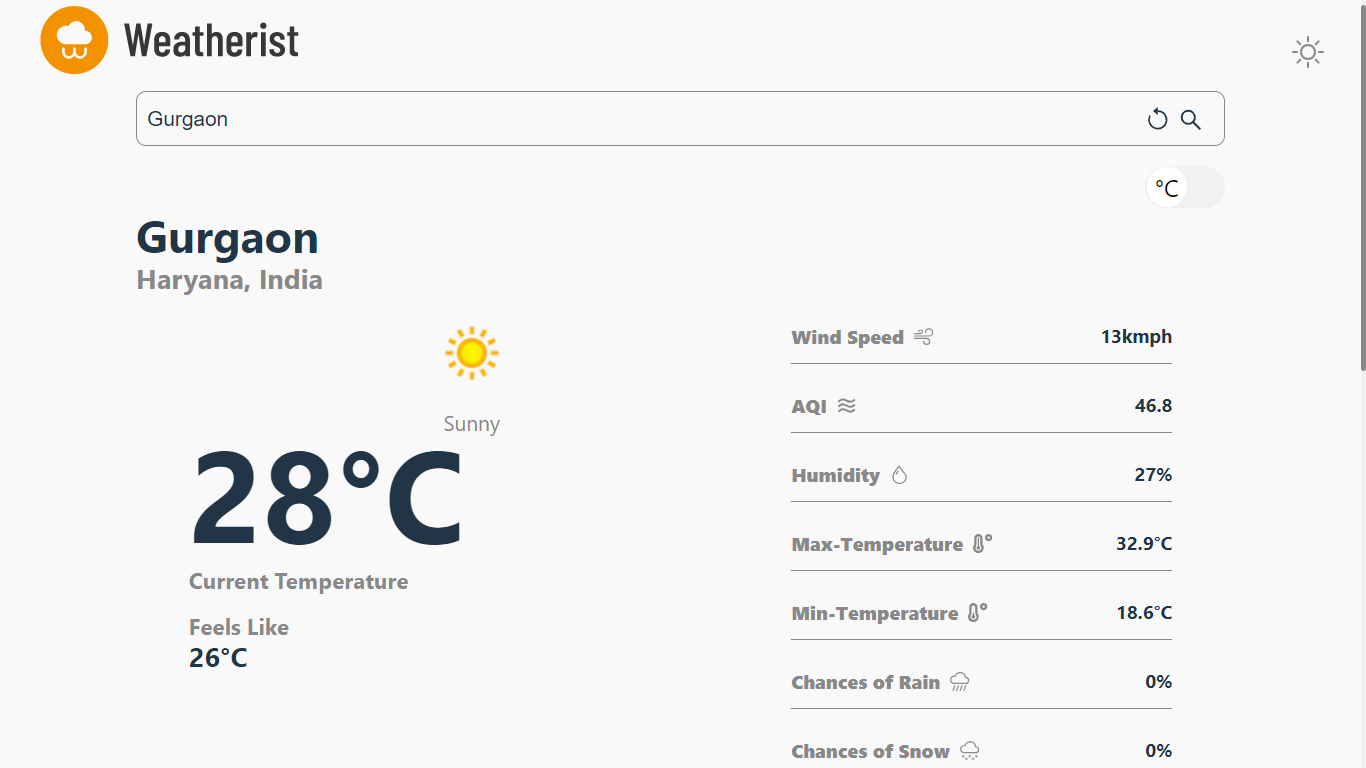 Weatherist
Gurgaon
°C
Gurgaon
Haryana, India
Sunny
28°C
Current Temperature
Feels Like
26°C
Wind Speed 13kmph
AQI 46.8
Humidity 27%
Max-Temperature 32.9°C
Min-Temperature 18.6°C
Chances of Rain 0%
Chances of Snow 0%